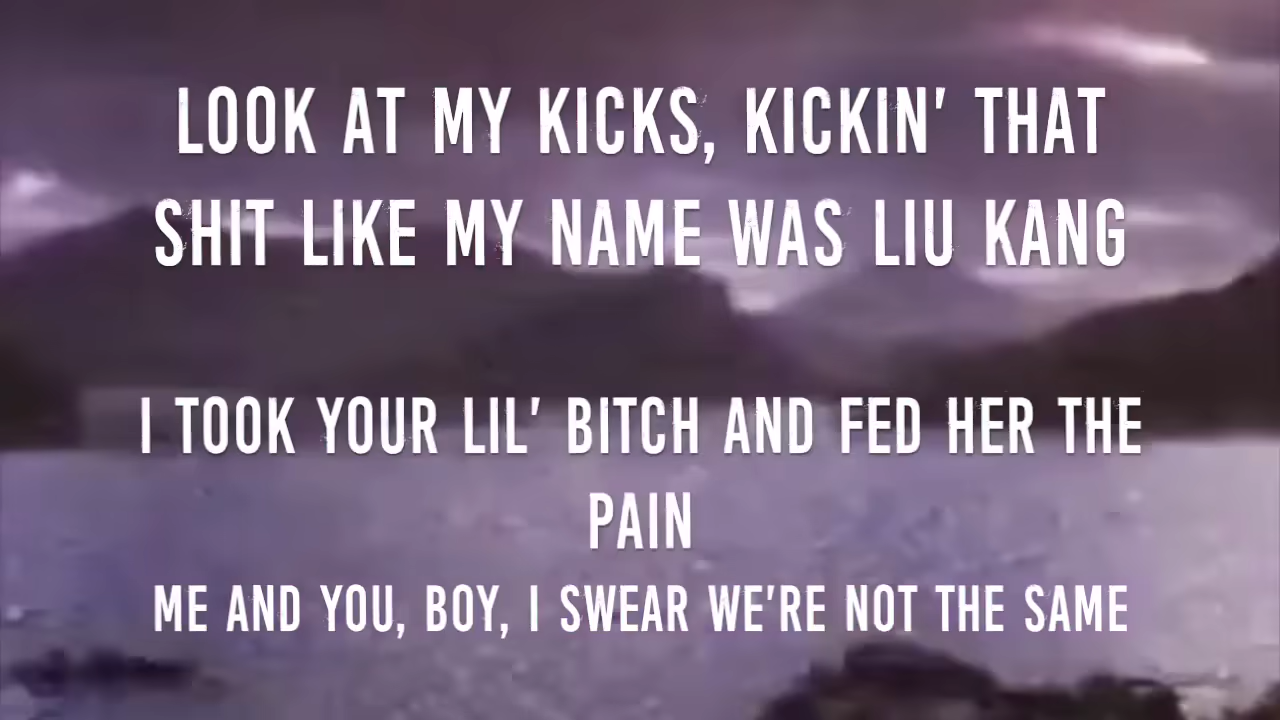 LOOK AT MY KICKS, KICKIN' THAT
SHIT LIKE MY NAME WAS LIU KANG
I TOOK YOUR LIL' BITCH AND FED HER THE
PAIN
ME AND YOU, BOY, I SWEAR WE'RE NOT THE SAME